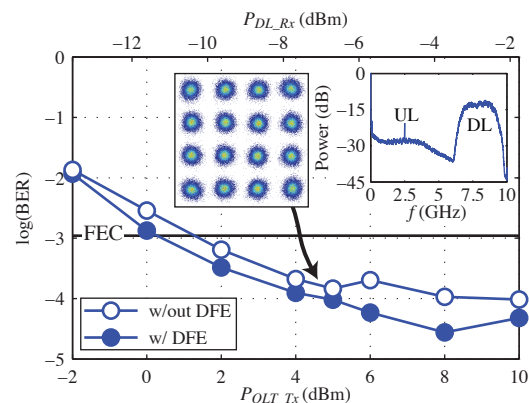 P_DL_Rx (dBm)
−12 −10 −8 −6 −4 −2
0
−1
−2
−3
−4
−5
log(BER)
FEC
w/out DFE
w/ DFE
Power (dB)
0
−15
−30
−45
UL
DL
0 2.5 5 7.5 10
f (GHz)
−2 0 2 4 6 8 10
P_OLT_Tx (dBm)